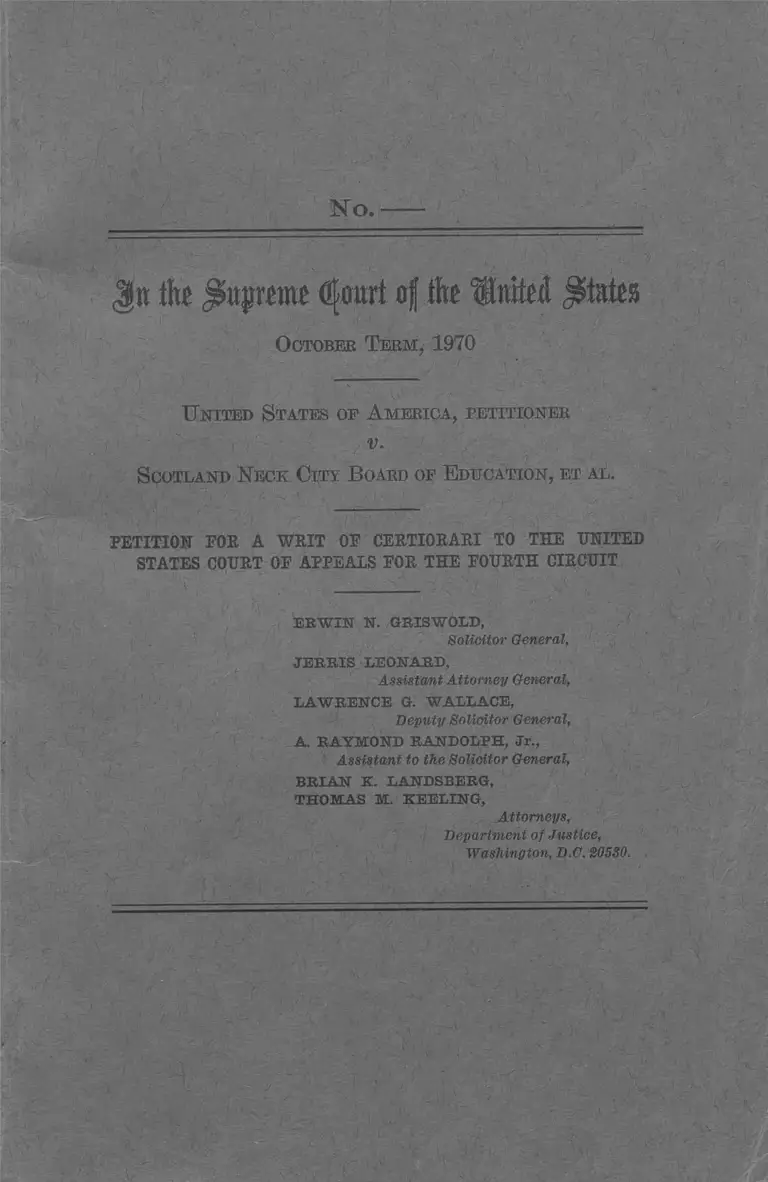 No. ——
In the Supreme Court of the United States
OCTOBER TERM, 1970
UNITED STATES OF AMERICA, PETITIONER
v.
SCOTLAND NECK CITY BOARD OF EDUCATION, ET AL.
PETITION FOR A WRIT OF CERTIORARI TO THE UNITED
STATES COURT OF APPEALS FOR THE FOURTH CIRCUIT
ERWIN N. GRISWOLD,
Solicitor General,
JERRIS LEONARD,
Assistant Attorney General,
LAWRENCE G. WALLACE,
Deputy Solicitor General,
A. RAYMOND RANDOLPH, Jr.,
Assistant to the Solicitor General,
BRIAN K. LANDSBERG,
THOMAS M. KEELING,
Attorneys,
Department of Justice,
Washington, D.C. 20530.